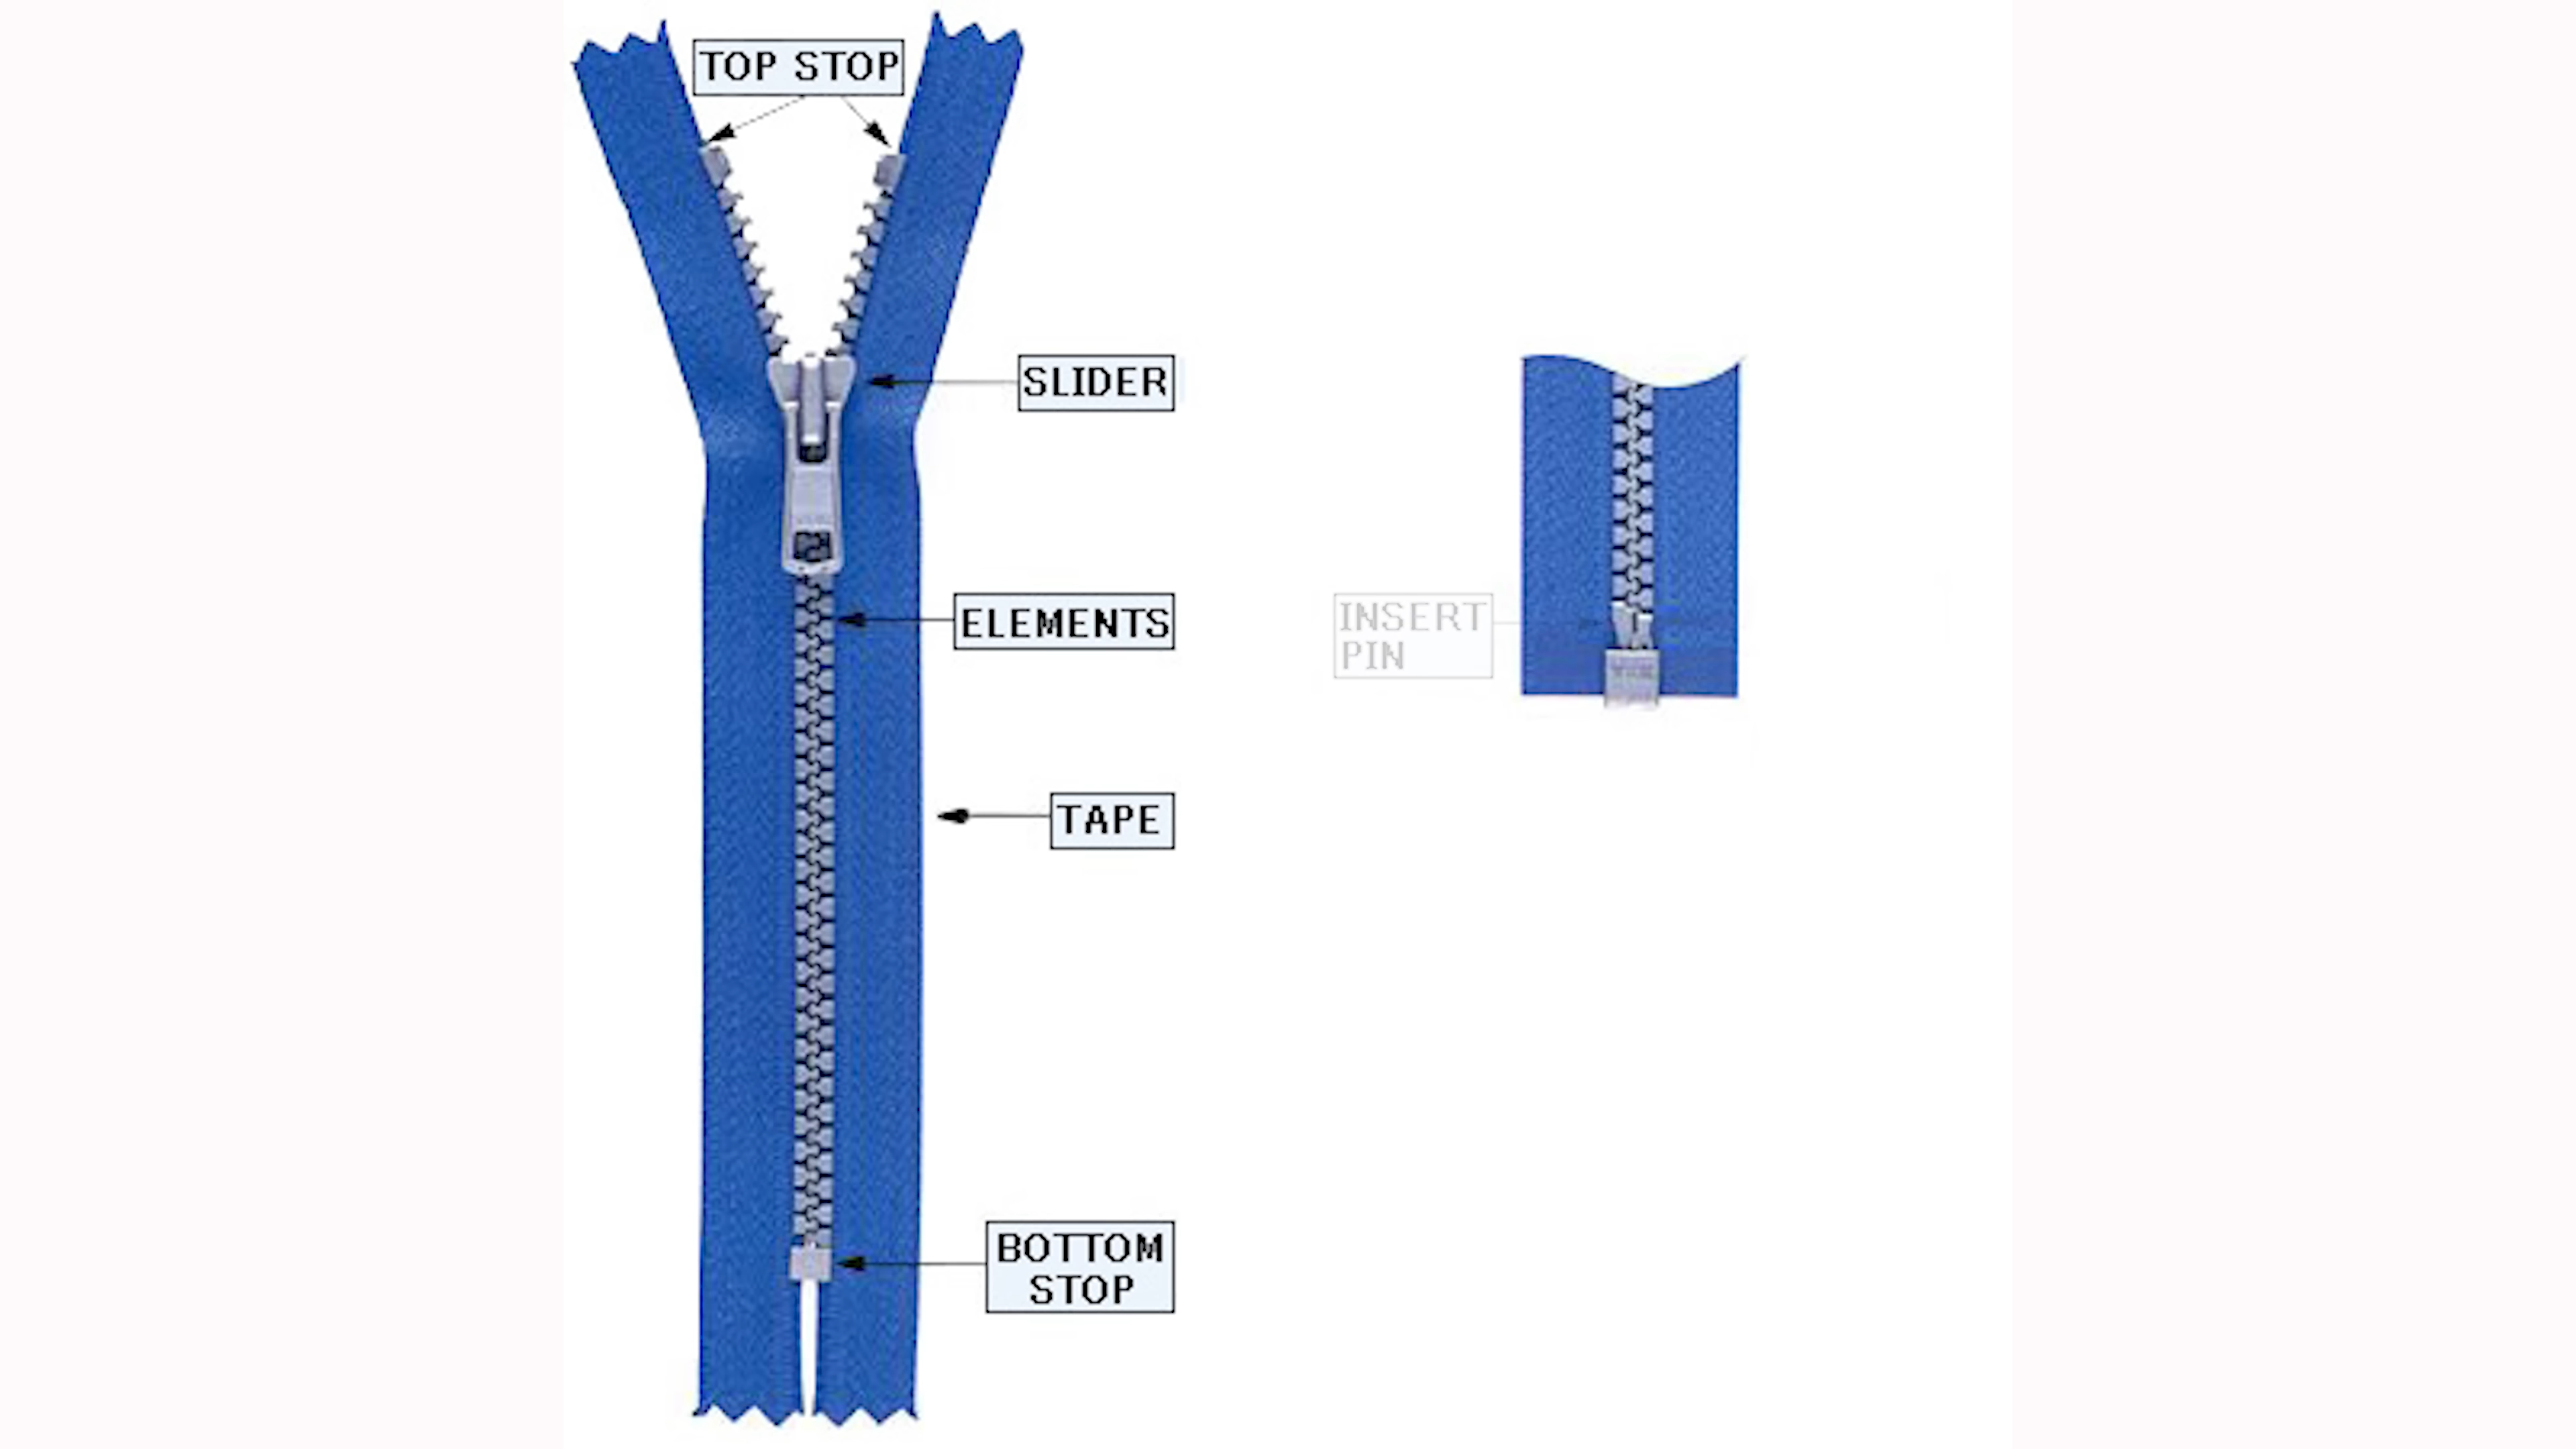 TOP STOP
SLIDER
ELEMENTS
TAPE
BOTTOM
STOP
INSERT
PIN